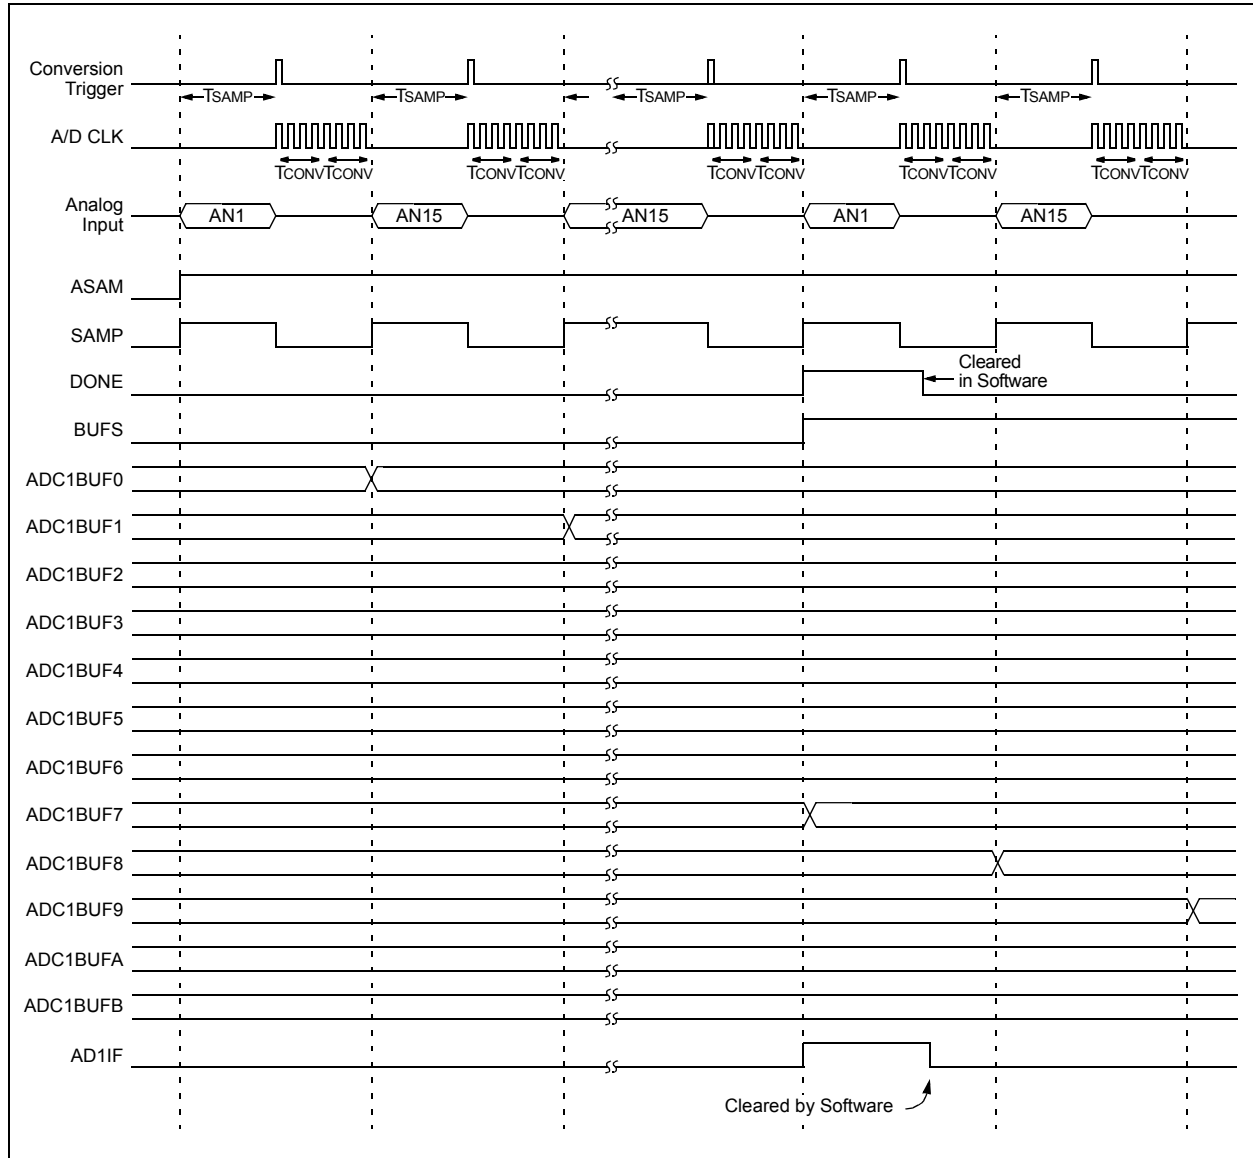 Conversion
Trigger
TSAMP TSAMP TSAMP TSAMP TSAMP
A/D CLK
TCONV TCONV TCONV TCONV TCONV TCONV TCONV TCONV TCONV TCONV
Analog
Input
AN1 AN15 AN15 AN1 AN15
ASAM
SAMP
DONE
Cleared
in Software
BUFS
ADC1BUF0
ADC1BUF1
ADC1BUF2
ADC1BUF3
ADC1BUF4
ADC1BUF5
ADC1BUF6
ADC1BUF7
ADC1BUF8
ADC1BUF9
ADC1BUFA
ADC1BUFB
AD1IF
Cleared by Software